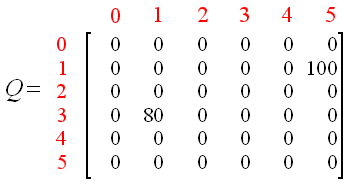 0 1 2 3 4 5
0 0 0 0 0 0 0
1 0 0 0 0 0 100
2 0 0 0 0 0 0
Q= 3 0 80 0 0 0 0
4 0 0 0 0 0 0
5 0 0 0 0 0 0